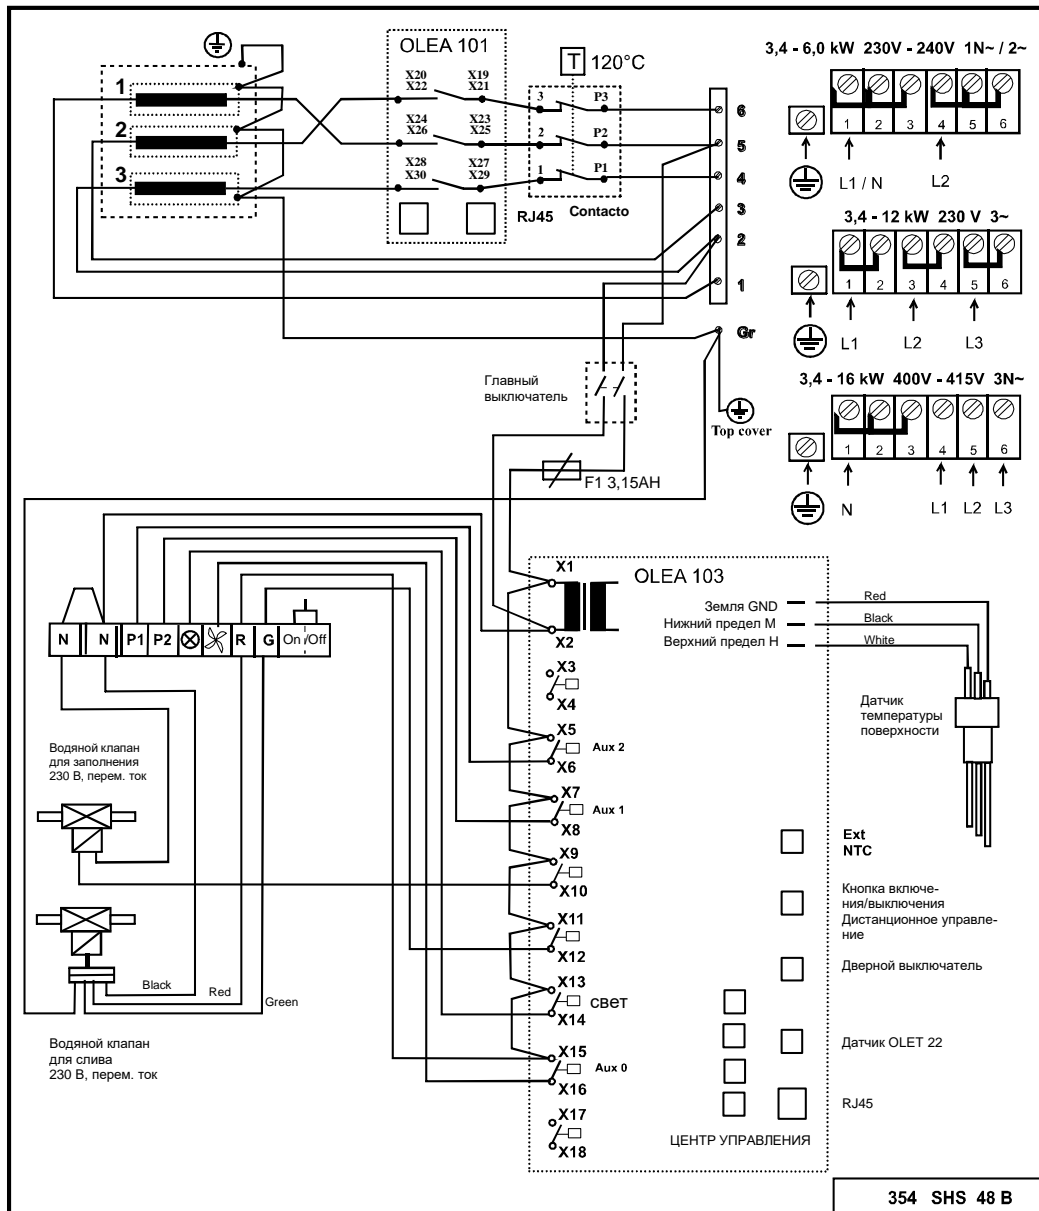 OLEA 101
T 120°C
1
2
3
X20
X22
X19
X21
X24
X26
X23
X25
X28
X30
X27
X29
3
P3
2
P2
1
P1
RJ45
Contacto
6
5
4
3
2
1
Gr
Top cover
3,4 - 6,0 kW 230V - 240V 1N~ / 2~
1 2 3 4 5 6
L1 / N L2
3,4 - 12 kW 230 V 3~
1 2 3 4 5 6
L1 L2 L3
3,4 - 16 kW 400V - 415V 3N~
1 2 3 4 5 6
N L1 L2 L3
Главный
выключатель
F1 3,15AH
N N P1 P2 R G On/Off
Водяной клапан
для заполнения
230 В, перем. ток
Black
Red
Green
Водяной клапан
для слива
230 В, перем. ток
OLEA 103
X1
X2
X3
X4
X5
Aux 2
X6
X7
Aux 1
X8
X9
X10
X11
X12
X13
свет
X14
X15
Aux 0
X16
X17
X18
Земля GND
Нижний предел M
Верхний предел H
Red
Black
White
Датчик
температуры
поверхности
Ext
NTC
Кнопка включе-
ния/выключения
Дистанционное управле-
ние
Дверной выключатель
Датчик OLET 22
RJ45
ЦЕНТР УПРАВЛЕНИЯ
354 SHS 48 B